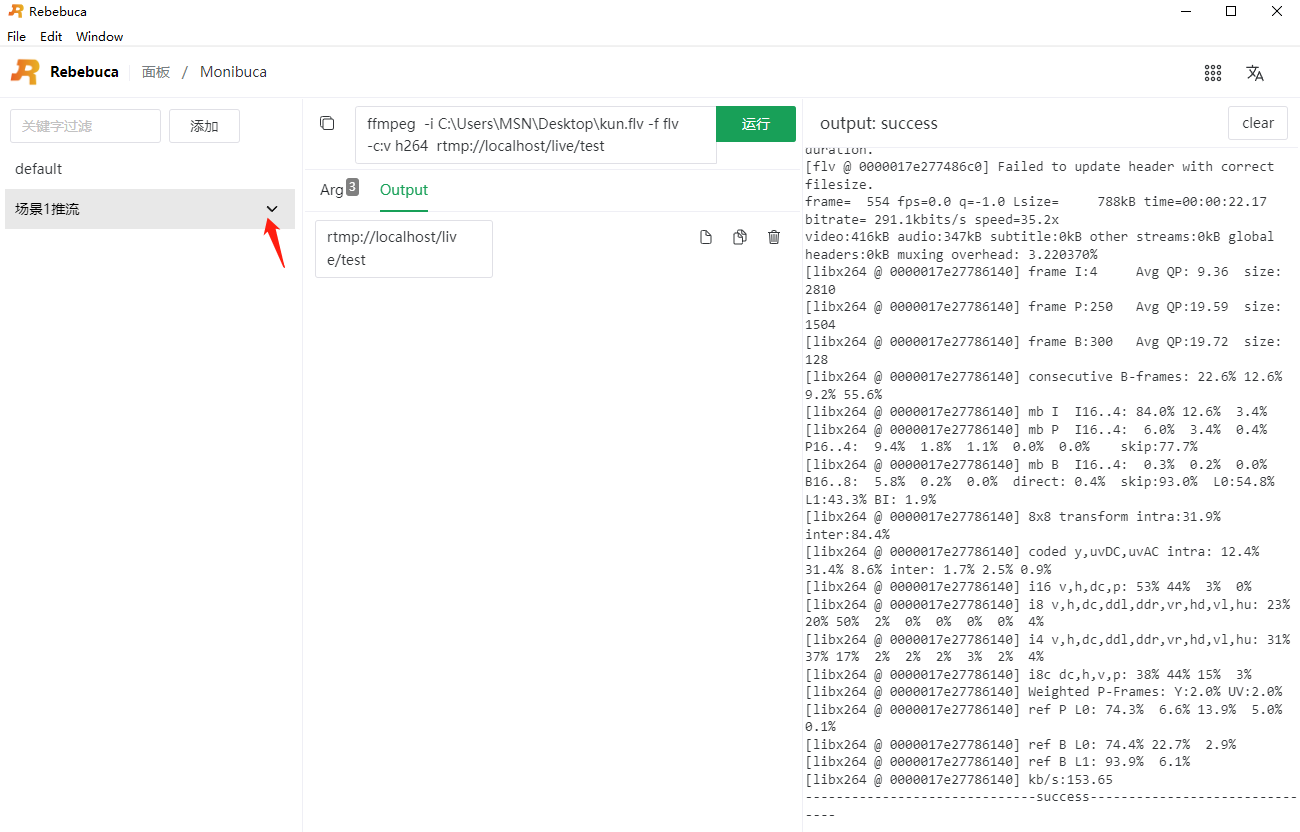 Rebebuca
File Edit Window
Rebebuca 面板 / Monibuca
关键字过滤 添加
default
场景1推流
ffmpeg -i C:\Users\MSN\Desktop\kun.flv -f flv
-c:v h264 rtmp://localhost/live/test
运行
Arg 3 Output
rtmp://localhost/liv
e/test
output: success clear
duration.
[flv @ 0000017e277486c0] Failed to update header with correct
filesize.
frame= 554 fps=0.0 q=-1.0 Lsize= 788kB time=00:00:22.17
bitrate= 291.1kbits/s speed=35.2x
video:416kB audio:347kB subtitle:0kB other streams:0kB global
headers:0kB muxing overhead: 3.220370%
[libx264 @ 0000017e27786140] frame I:4 Avg QP: 9.36 size:
2810
[libx264 @ 0000017e27786140] frame P:250 Avg QP:19.59 size:
1504
[libx264 @ 0000017e27786140] frame B:300 Avg QP:19.72 size:
128
[libx264 @ 0000017e27786140] consecutive B-frames: 22.6% 12.6%
9.2% 55.6%
[libx264 @ 0000017e27786140] mb I I16..4: 84.0% 12.6% 3.4%
[libx264 @ 0000017e27786140] mb P I16..4: 6.0% 3.4% 0.4%
P16..4: 9.4% 1.8% 1.1% 0.0% 0.0% skip:77.7%
[libx264 @ 0000017e27786140] mb B I16..4: 0.3% 0.2% 0.0%
B16..8: 5.8% 0.2% 0.0% direct: 0.4% skip:93.0% L0:54.8%
L1:43.3% BI: 1.9%
[libx264 @ 0000017e27786140] 8x8 transform intra:31.9%
inter:84.4%
[libx264 @ 0000017e27786140] coded y,uvDC,uvAC intra: 12.4%
31.4% 8.6% inter: 1.7% 2.5% 0.9%
[libx264 @ 0000017e27786140] i16 v,h,dc,p: 53% 44% 3% 0%
[libx264 @ 0000017e27786140] i8 v,h,dc,ddl,ddr,vr,hd,vl,hu: 23%
20% 50% 2% 0% 0% 0% 0% 4%
[libx264 @ 0000017e27786140] i4 v,h,dc,ddl,ddr,vr,hd,vl,hu: 31%
37% 17% 2% 2% 2% 3% 2% 4%
[libx264 @ 0000017e27786140] i8c dc,h,v,p: 38% 44% 15% 3%
[libx264 @ 0000017e27786140] Weighted P-Frames: Y:2.0% UV:2.0%
[libx264 @ 0000017e27786140] ref P L0: 74.3% 6.6% 13.9% 5.0%
0.1%
[libx264 @ 0000017e27786140] ref B L0: 74.4% 22.7% 2.9%
[libx264 @ 0000017e27786140] ref B L1: 93.9% 6.1%
[libx264 @ 0000017e27786140] kb/s:153.65
------------------------------success---------------------------
----